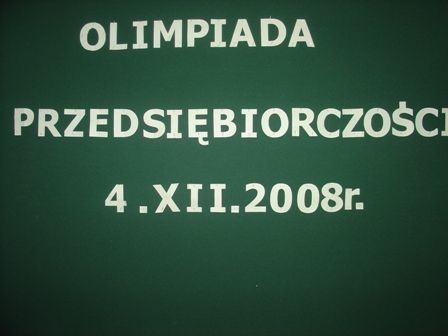 OLIMPIADA
PRZEDSIĘBIORCZOŚCI
4.XII.2008r.